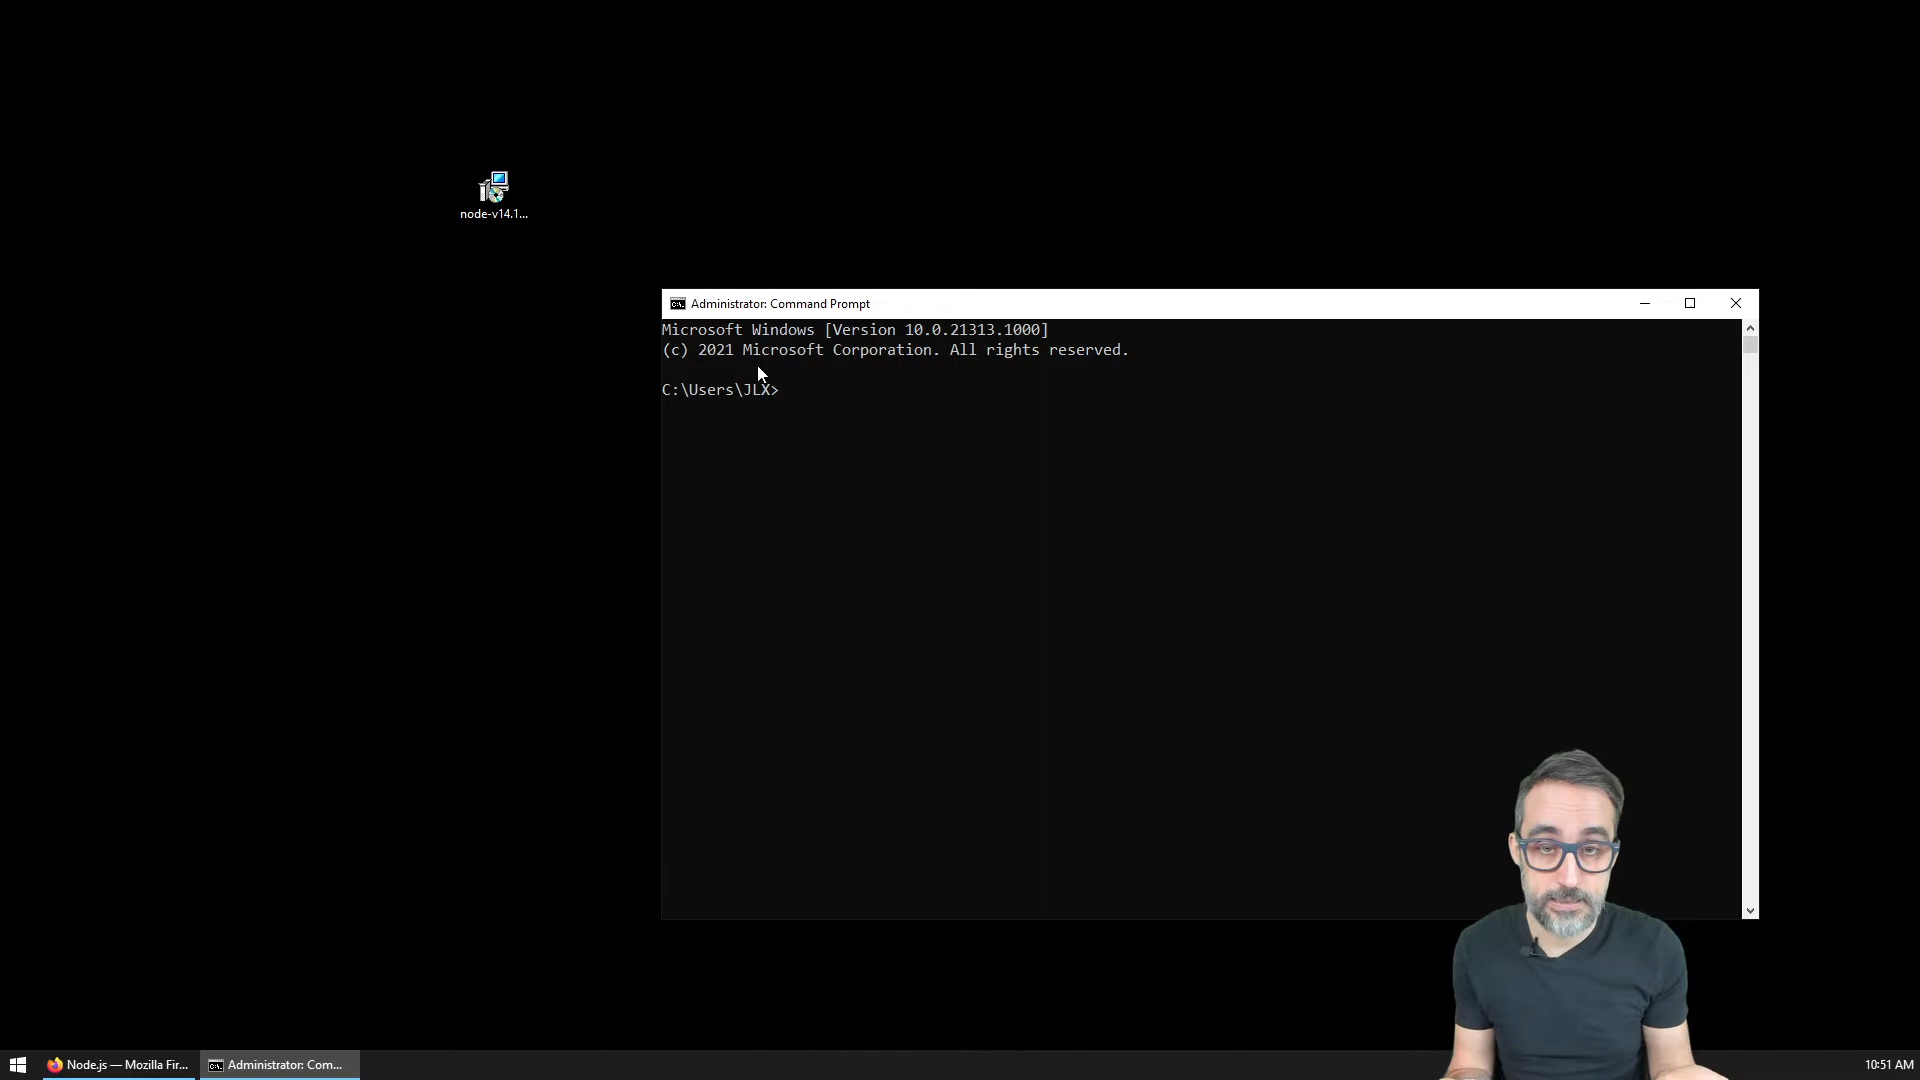 node-v14.1...
Administrator: Command Prompt
Microsoft Windows [Version 10.0.21313.1000]
(c) 2021 Microsoft Corporation. All rights reserved.
C:\Users\JLX>
Node.js — Mozilla Fir...
Administrator: Com...
10:51 AM